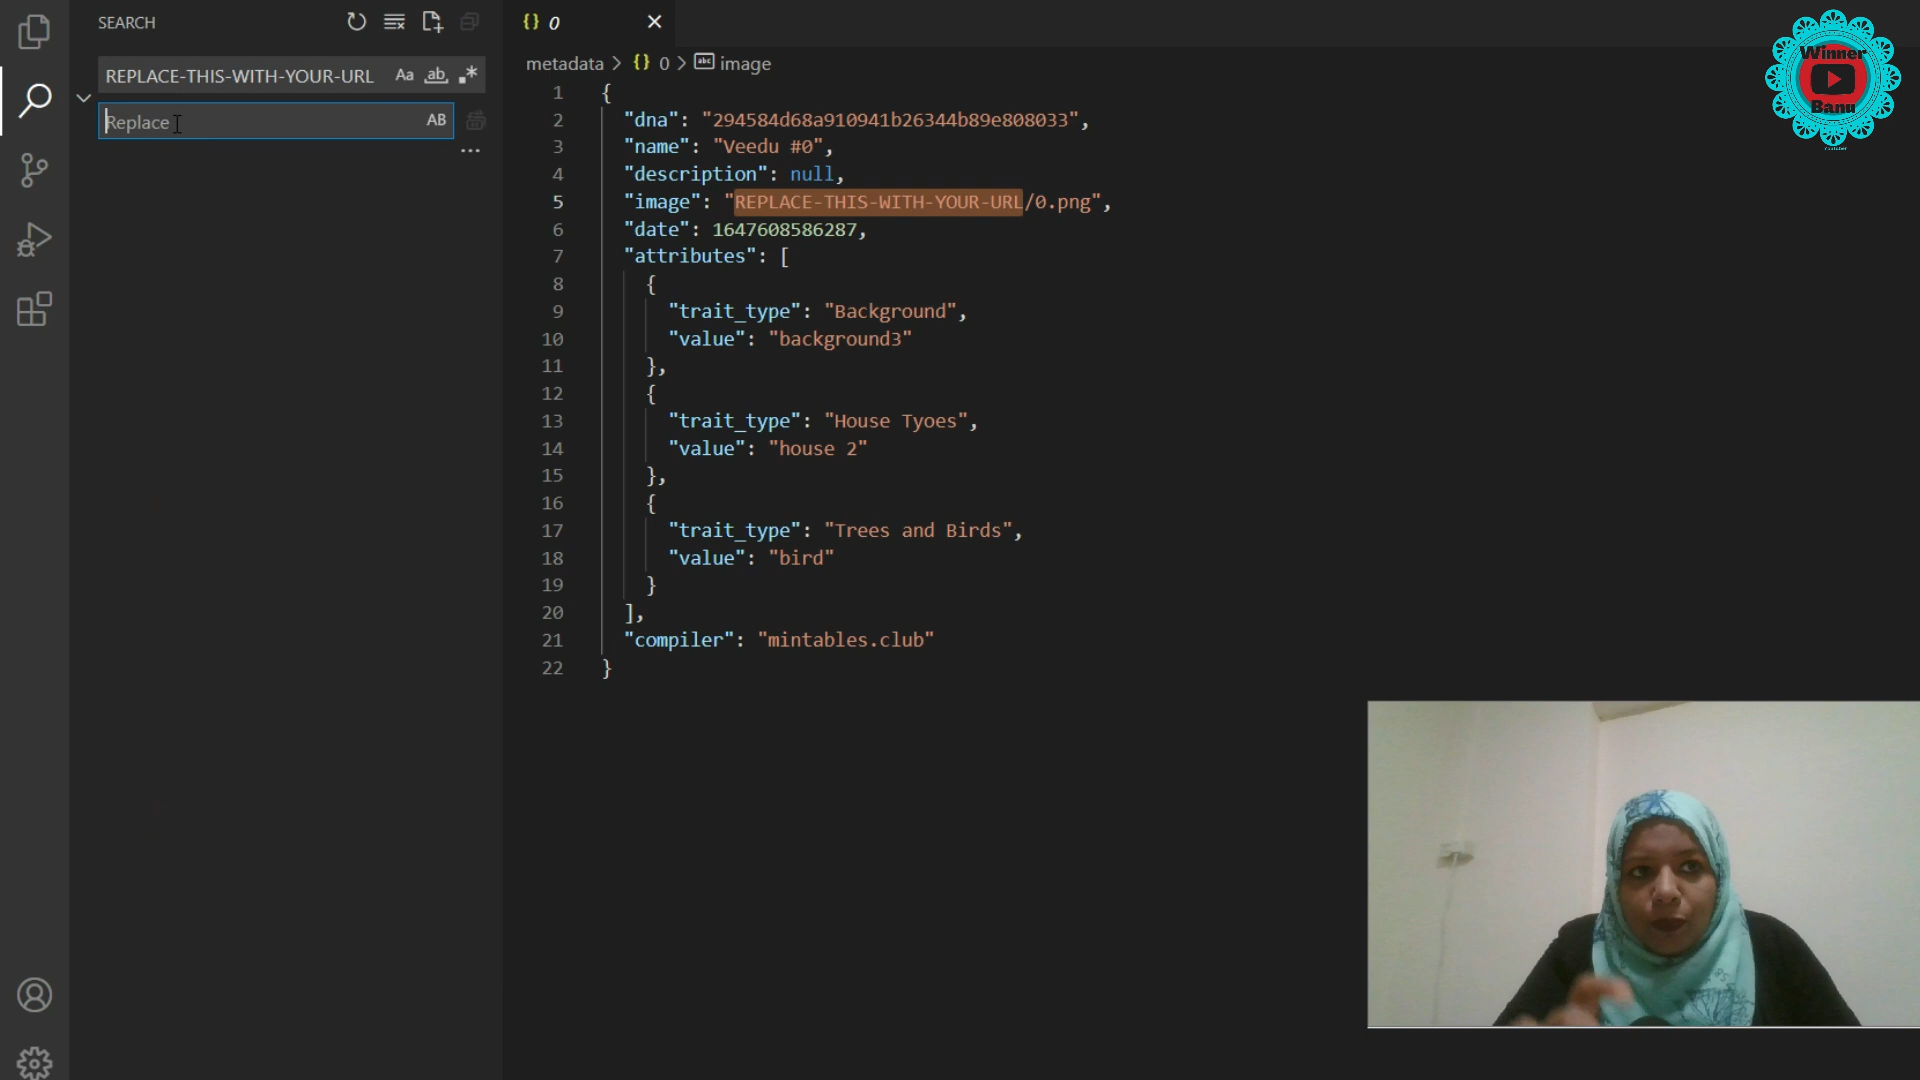 SEARCH
REPLACE-THIS-WITH-YOUR-URL
Aa ab .*
Replace
AB
...
0
metadata > {} 0 > abc image
1 {
2 "dna": "294584d68a910941b26344b89e808033",
3 "name": "Veedu #0",
4 "description": null,
5 "image": "REPLACE-THIS-WITH-YOUR-URL/0.png",
6 "date": 1647608586287,
7 "attributes": [
8 {
9 "trait_type": "Background",
10 "value": "background3"
11 },
12 {
13 "trait_type": "House Tyoes",
14 "value": "house 2"
15 },
16 {
17 "trait_type": "Trees and Birds",
18 "value": "bird"
19 }
20 ],
21 "compiler": "mintables.club"
22 }
Winner
Banu